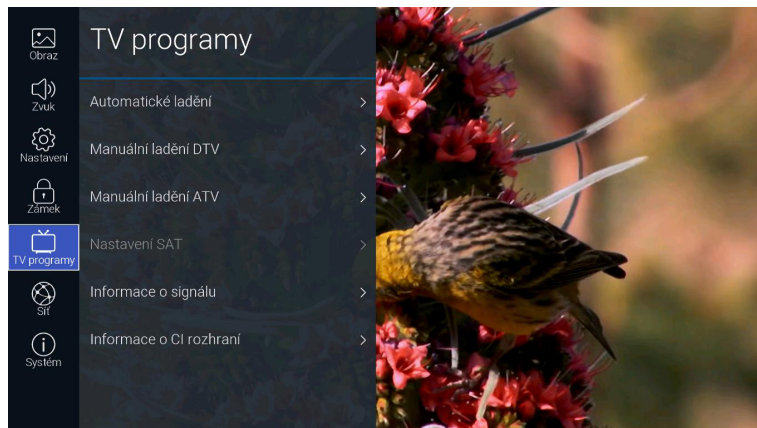 Obraz
Zvuk
Nastavení
Zámek
TV programy
Síť
Systém
TV programy
Automatické ladění
Manuální ladění DTV
Manuální ladění ATV
Nastavení SAT
Informace o signálu
Informace o CI rozhraní